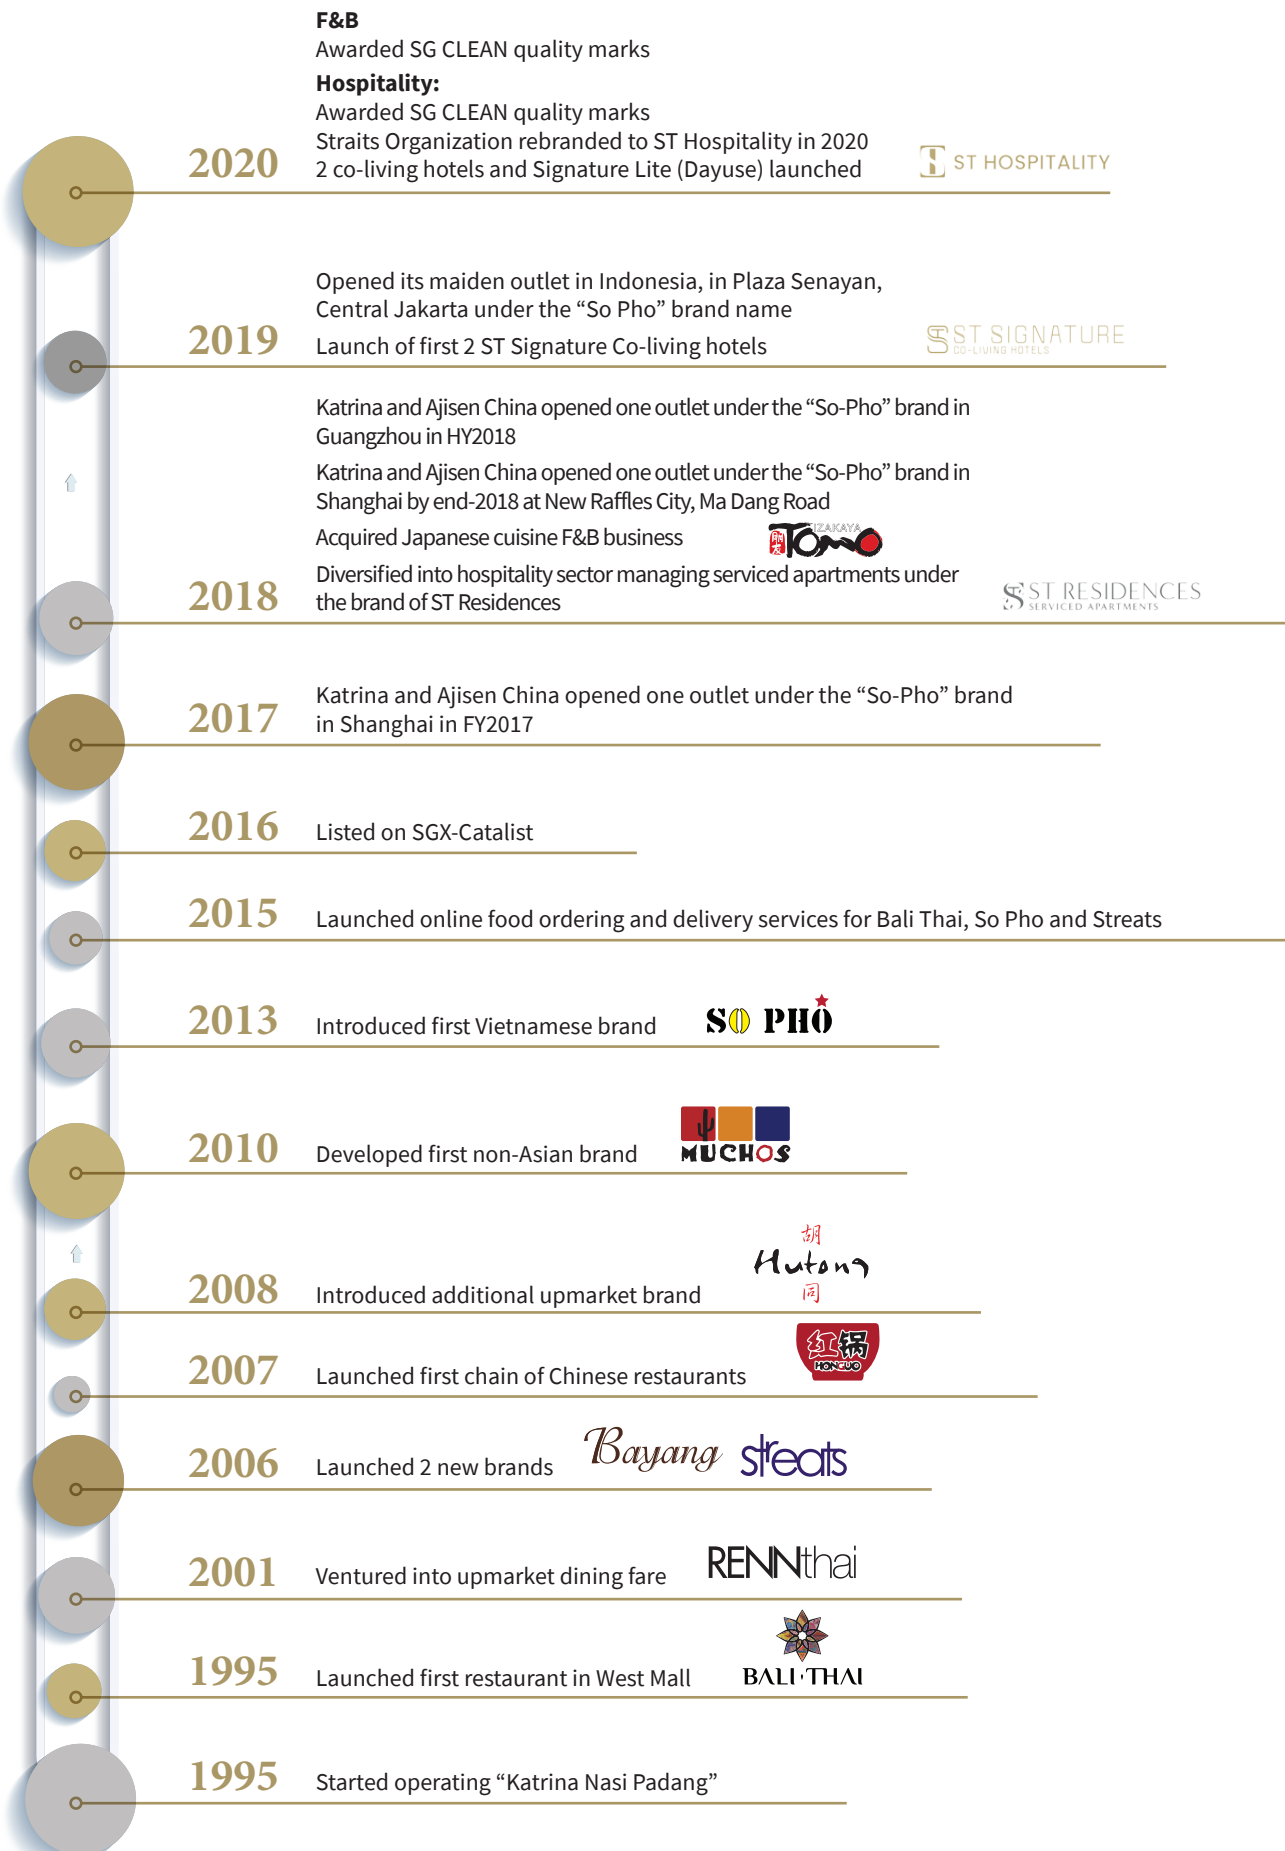 F&B
Awarded SG CLEAN quality marks
Hospitality:
Awarded SG CLEAN quality marks
Straits Organization rebranded to ST Hospitality in 2020
2020
2 co-living hotels and Signature Lite (Dayuse) launched
ST HOSPITALITY
Opened its maiden outlet in Indonesia, in Plaza Senayan,
Central Jakarta under the “So Pho” brand name
2019
Launch of first 2 ST Signature Co-living hotels
ST SIGNATURE
CO-LIVING HOTELS
Katrina and Ajisen China opened one outlet under the “So-Pho” brand in
Guangzhou in HY2018
Katrina and Ajisen China opened one outlet under the “So-Pho” brand in
Shanghai by end-2018 at New Raffles City, Ma Dang Road
Acquired Japanese cuisine F&B business
IZAKAYA
朋友 TOMO
2018
Diversified into hospitality sector managing serviced apartments under
the brand of ST Residences
ST RESIDENCES
SERVICED APARTMENTS
2017
Katrina and Ajisen China opened one outlet under the “So-Pho” brand
in Shanghai in FY2017
2016
Listed on SGX-Catalist
2015
Launched online food ordering and delivery services for Bali Thai, So Pho and Streats
2013
Introduced first Vietnamese brand
SO PHO
2010
Developed first non-Asian brand
MUCHOS
2008
Introduced additional upmarket brand
胡
Hutong
同
2007
Launched first chain of Chinese restaurants
红锅
HONGUO
2006
Launched 2 new brands
Bayang
streats
2001
Ventured into upmarket dining fare
RENNthai
1995
Launched first restaurant in West Mall
BALI·THAI
1995
Started operating “Katrina Nasi Padang”